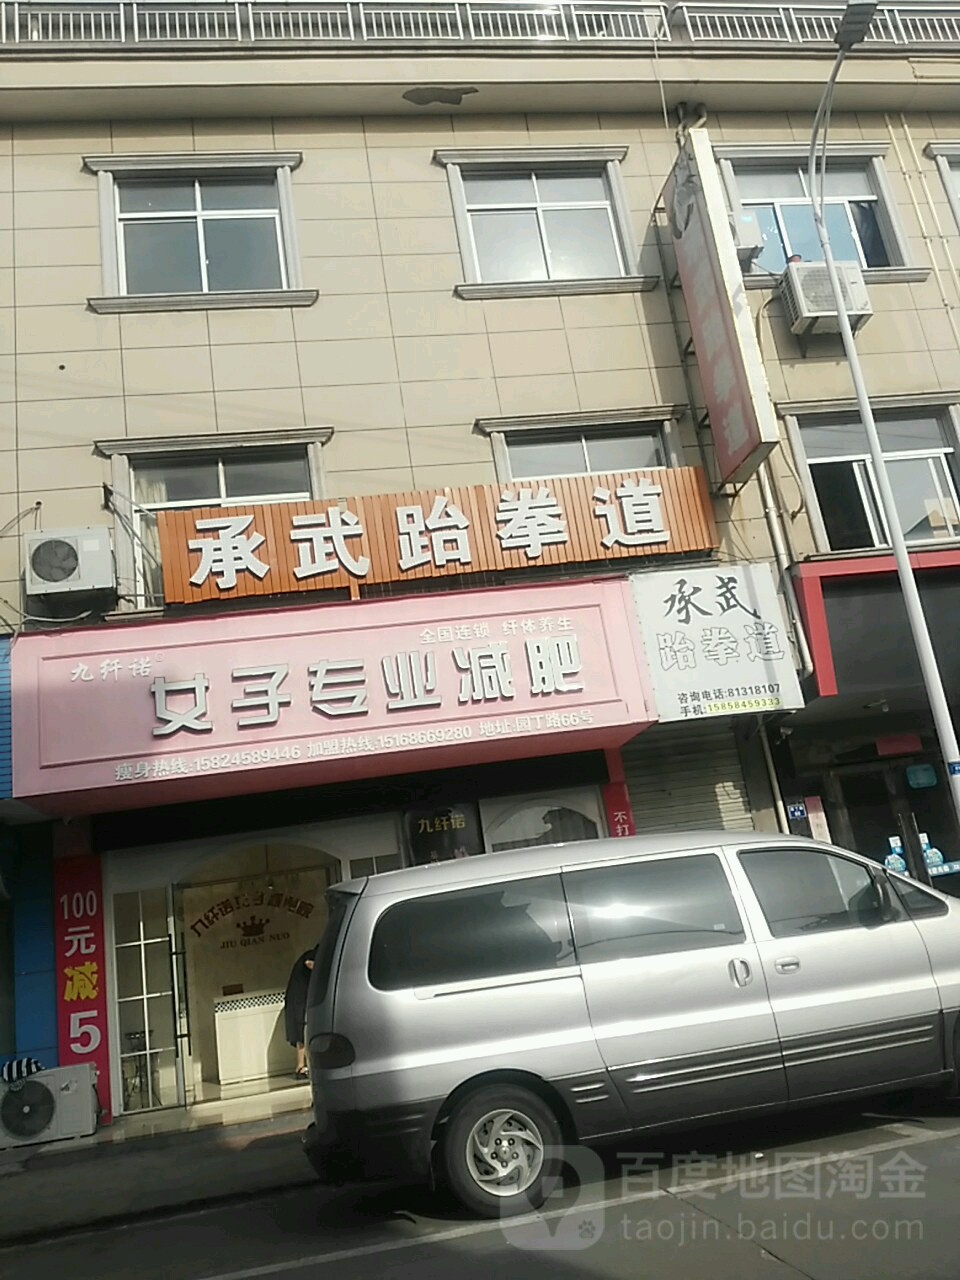 承武跆拳道
承武
跆拳道
咨询电话:81318107
手机:15858459333
全国连锁 纤体养生
九纤诺
女子专业减肥
瘦身热线:15824589446 加盟热线:15168669280 地址:园丁路66号
九纤诺
不打
100
元
减
5
JIU QIAN NUO
百度地图淘金
taojin.baidu.com